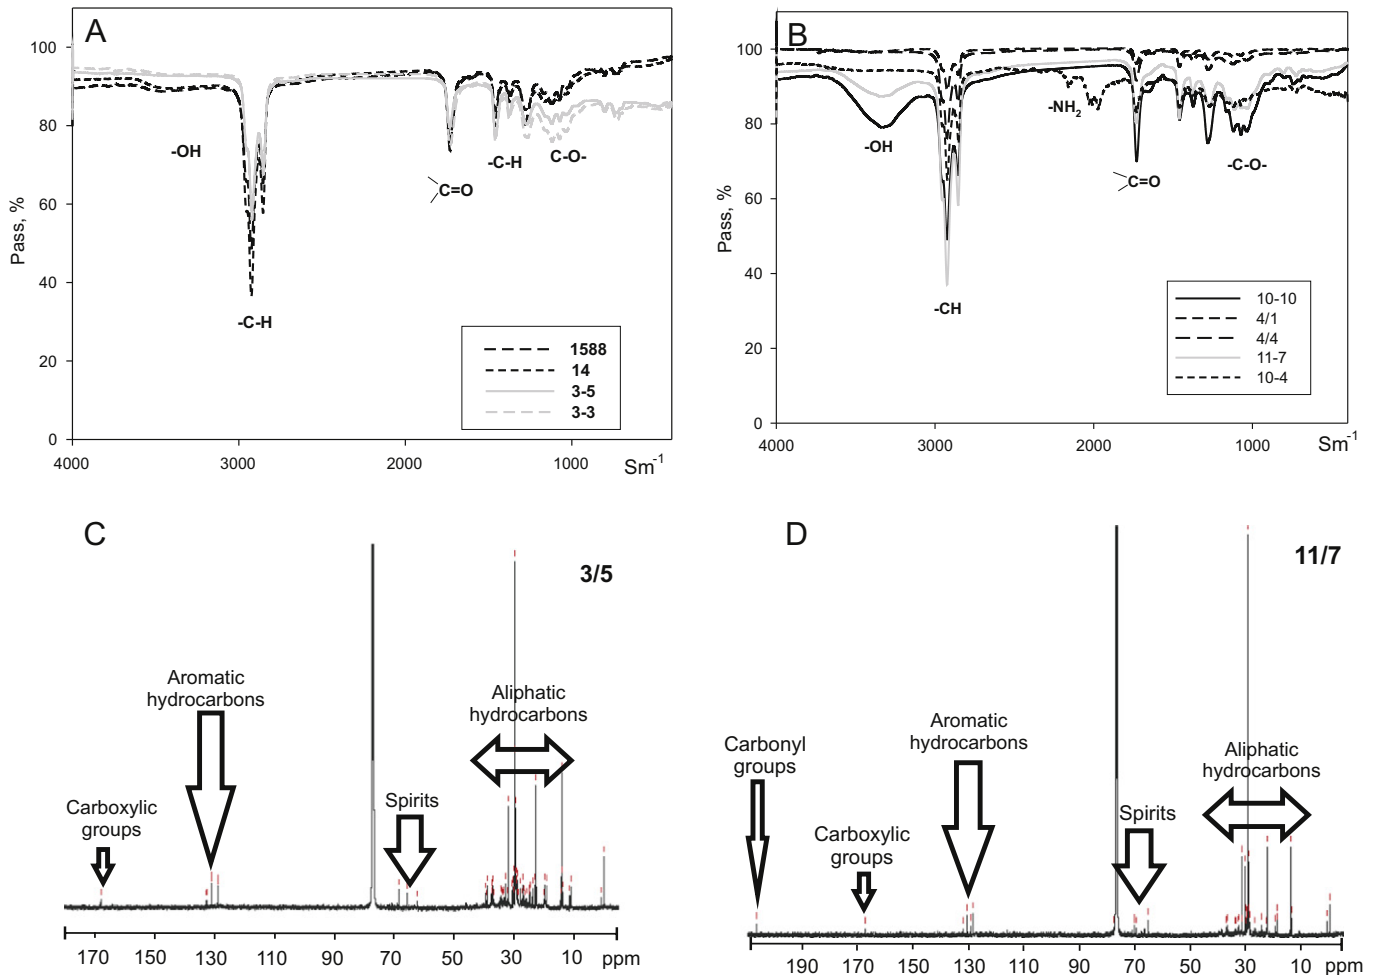 A
Pass, %
100
80
60
40
20
0
4000
3000
2000
1000
Sm-1
-OH
-C-H
C=O
-C-H
C-O-
1588
14
3-5
3-3
B
Pass, %
100
80
60
40
20
0
4000
3000
2000
1000
Sm-1
-OH
-CH
-NH2
C=O
-C-O-
10-10
4/1
4/4
11-7
10-4
C
3/5
Carboxylic
groups
Aromatic
hydrocarbons
Spirits
Aliphatic
hydrocarbons
170
150
130
110
90
70
50
30
10
ppm
D
11/7
Carbonyl
groups
Carboxylic
groups
Aromatic
hydrocarbons
Spirits
Aliphatic
hydrocarbons
190
170
150
130
110
90
70
50
30
10
ppm